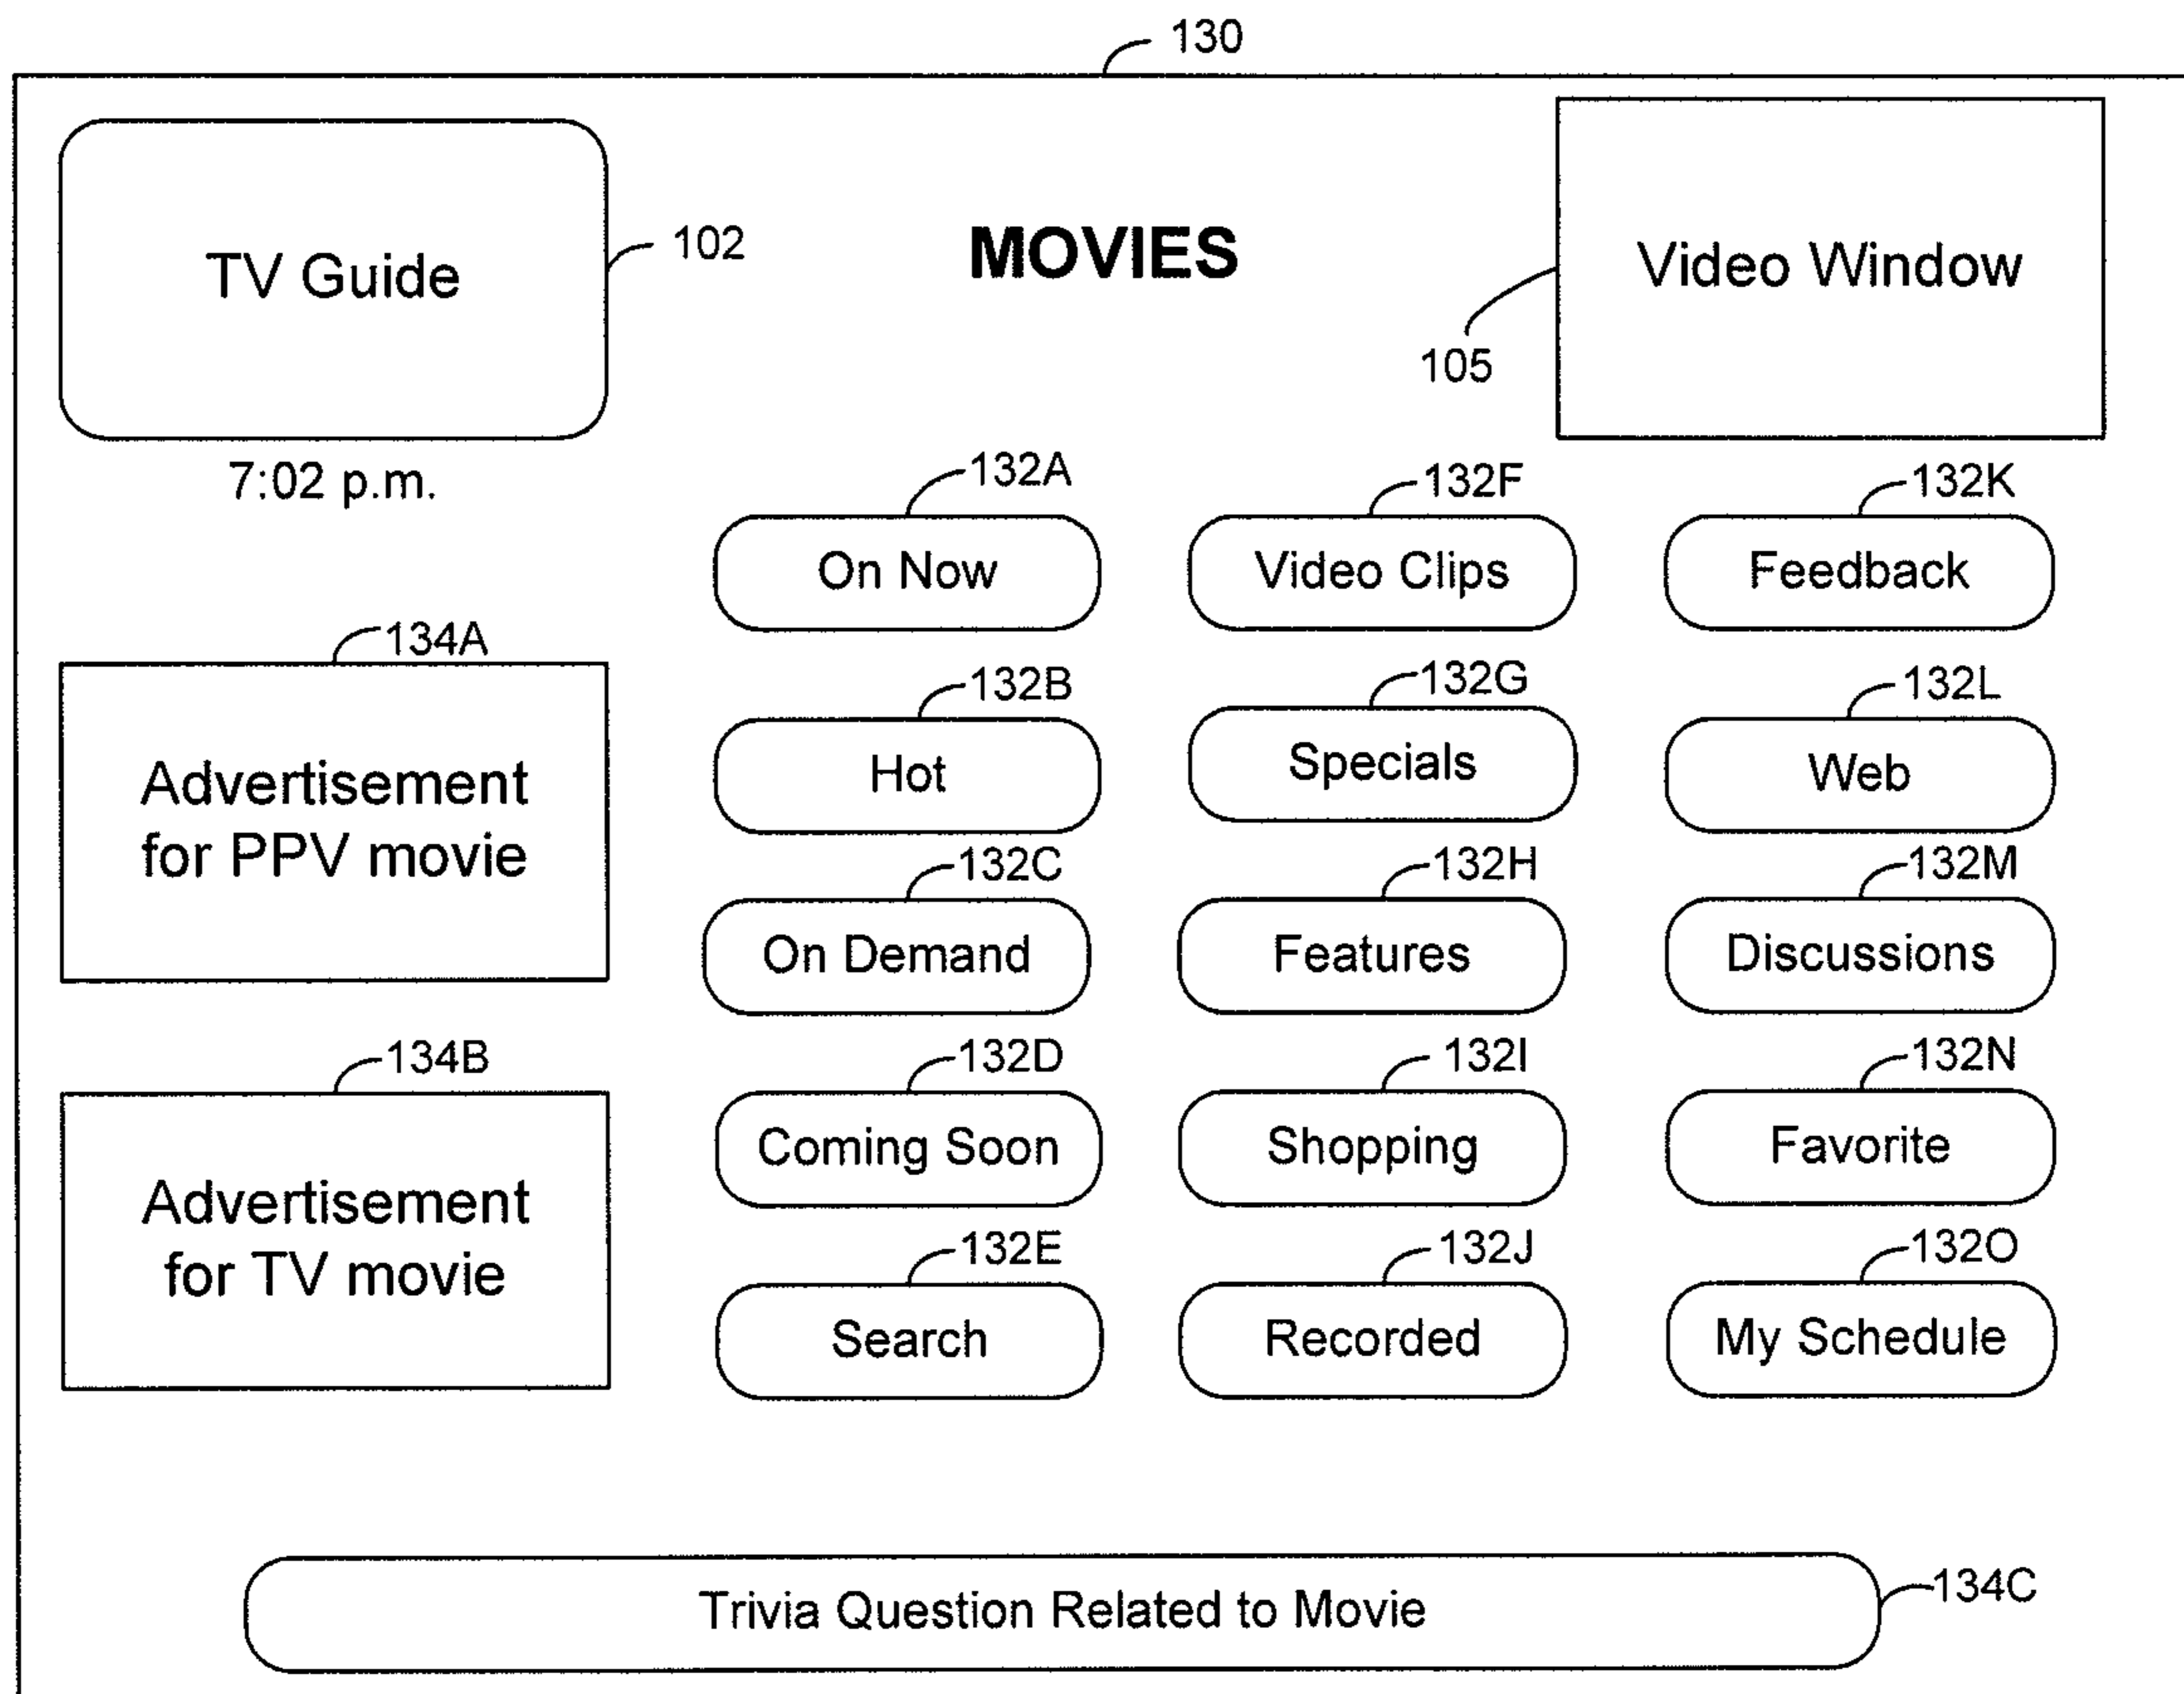 130
TV Guide
102
MOVIES
Video Window
105
7:02 p.m.
132A
132F
132K
On Now
Video Clips
Feedback
134A
132B
132G
132L
Advertisement
for PPV movie
Hot
Specials
Web
132C
132H
132M
On Demand
Features
Discussions
134B
132D
132I
132N
Advertisement
for TV movie
Coming Soon
Shopping
Favorite
132E
132J
132O
Search
Recorded
My Schedule
Trivia Question Related to Movie
134C